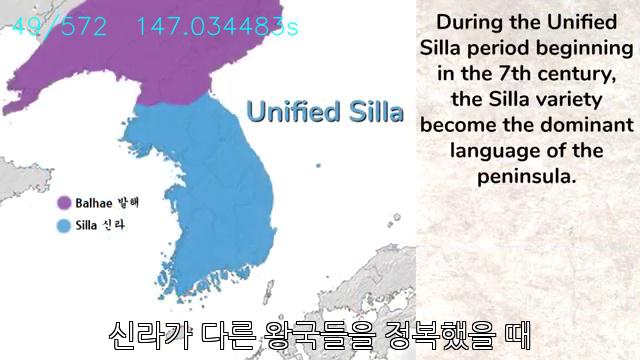 49/572 147.034483s
During the Unified
Silla period beginning
in the 7th century,
the Silla variety
become the dominant
language of the
peninsula.
Unified Silla
Balhae 발해
Silla 신라
신라가 다른 왕국들을 정복했을 때